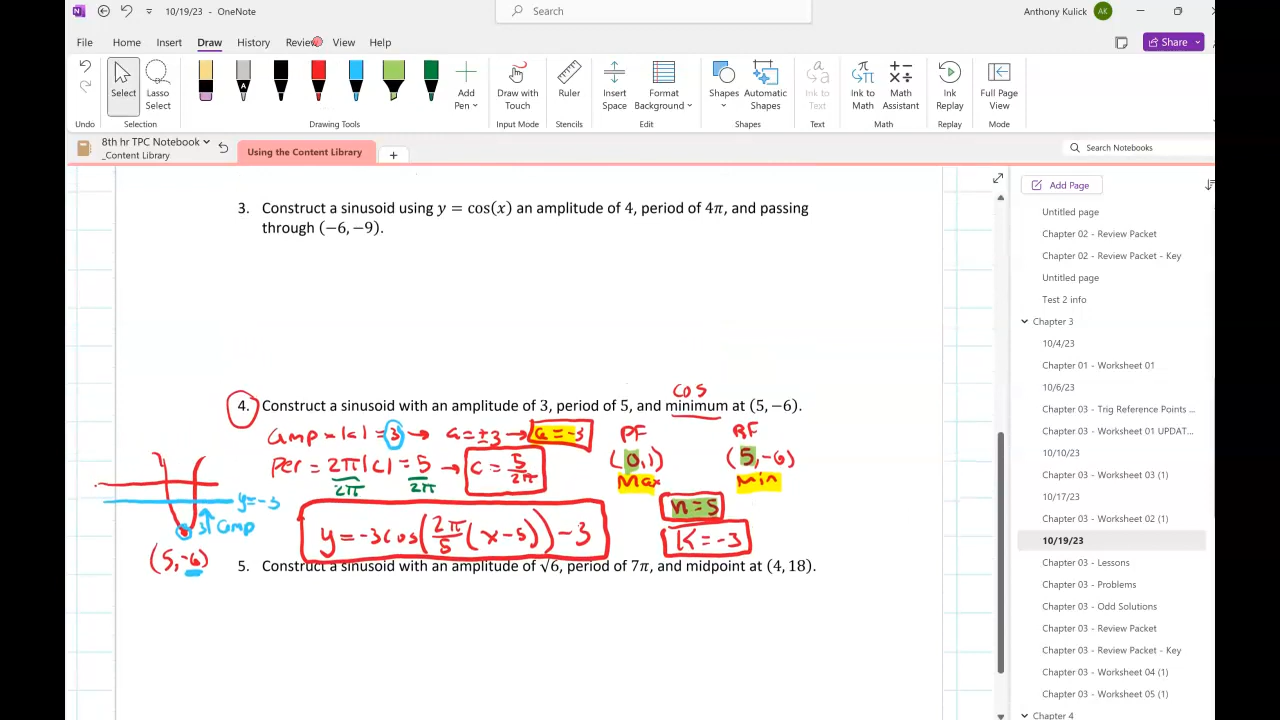 10/19/23 - OneNote
Search
Anthony Kulick
AK
File
Home
Insert
Draw
History
Review
View
Help
Share
Undo
Select
Lasso Select
Selection
Add Pen
Drawing Tools
Draw with Touch
Input Mode
Ruler
Stencils
Insert Space
Format Background
Edit
Shapes
Automatic Shapes
Shapes
Ink to Text
Text
Ink to Math
Math Assistant
Math
Ink Replay
Replay
Full Page View
Mode
8th hr TPC Notebook
_Content Library
Using the Content Library
Search Notebooks
3. Construct a sinusoid using y = cos(x) an amplitude of 4, period of 4π, and passing
through (−6, −9).
cos
4. Construct a sinusoid with an amplitude of 3, period of 5, and minimum at (5, −6).
amp = |a| = 3 → a = ±3 → a = -3
PF
RF
Per = 2π|c| = 5 → c = 5/2π
2π 2π
(0,1)
(5,-6)
Max
Min
y = -3
3 amp
(5,-6)
h = 5
k = -3
y = -3cos(2π/5 (x-5)) - 3
5. Construct a sinusoid with an amplitude of √6, period of 7π, and midpoint at (4, 18).
Add Page
Untitled page
Chapter 02 - Review Packet
Chapter 02 - Review Packet - Key
Untitled page
Test 2 info
Chapter 3
10/4/23
Chapter 01 - Worksheet 01
10/6/23
Chapter 03 - Trig Reference Points ...
Chapter 03 - Worksheet 01 UPDAT...
10/10/23
Chapter 03 - Worksheet 03 (1)
10/17/23
Chapter 03 - Worksheet 02 (1)
10/19/23
Chapter 03 - Lessons
Chapter 03 - Problems
Chapter 03 - Odd Solutions
Chapter 03 - Review Packet
Chapter 03 - Review Packet - Key
Chapter 03 - Worksheet 04 (1)
Chapter 03 - Worksheet 05 (1)
Chapter 4